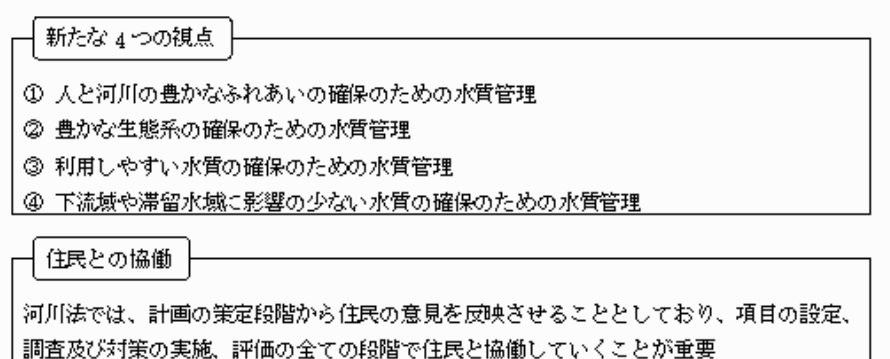 新たな4つの視点
① 人と河川の豊かなふれあいの確保のための水質管理
② 豊かな生態系の確保のための水質管理
③ 利用しやすい水質の確保のための水質管理
④ 下流域や滞留水域に影響の少ない水質の確保のための水質管理
住民との協働
河川法では、計画の策定段階から住民の意見を反映させることとしており、項目の設定、
調査及び対策の実施、評価の全ての段階で住民と協働していくことが重要